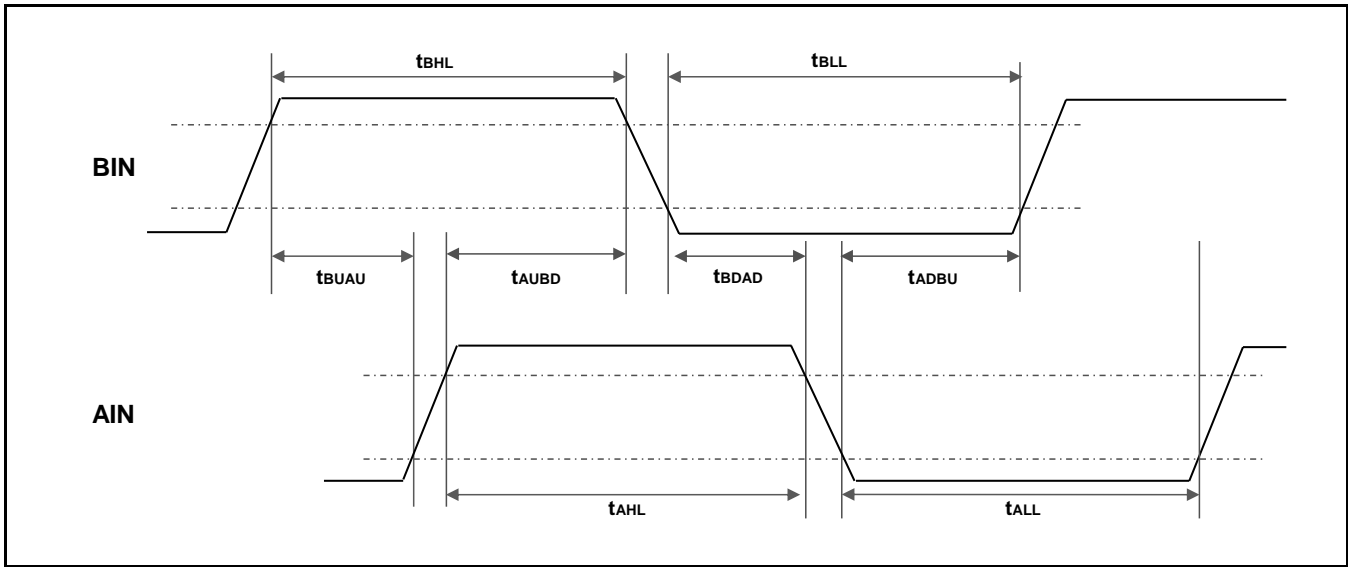 tBHL
tBLL
BIN
tBUAU
tAUBD
tBDAD
tADBU
AIN
tAHL
tALL